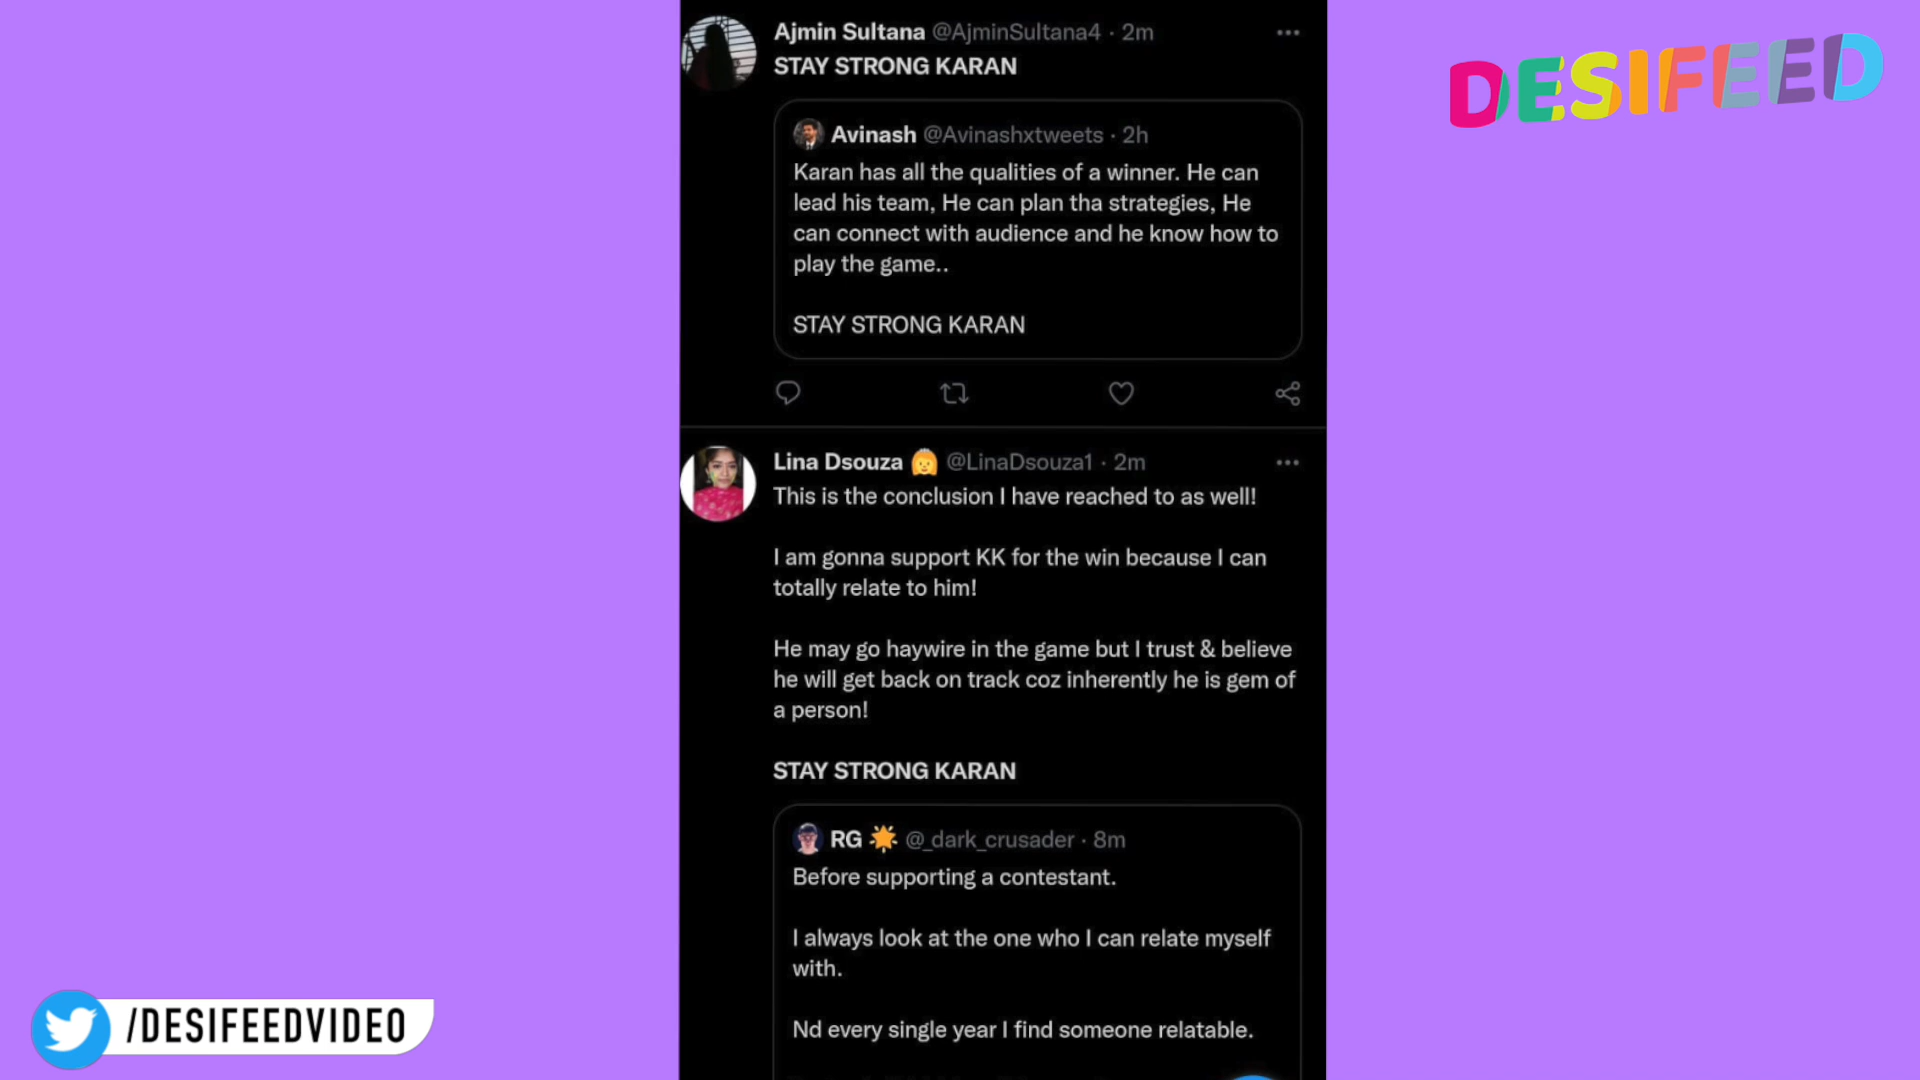 Ajmin Sultana @AjminSultana4 · 2m
STAY STRONG KARAN
Avinash @Avinashxtweets · 2h
Karan has all the qualities of a winner. He can
lead his team, He can plan tha strategies, He
can connect with audience and he know how to
play the game..
STAY STRONG KARAN
Lina Dsouza 👸 @LinaDsouza1 · 2m
This is the conclusion I have reached to as well!
I am gonna support KK for the win because I can
totally relate to him!
He may go haywire in the game but I trust & believe
he will get back on track coz inherently he is gem of
a person!
STAY STRONG KARAN
RG 🌟 @_dark_crusader · 8m
Before supporting a contestant.
I always look at the one who I can relate myself
with.
Nd every single year I find someone relatable.
DESIFEED
/DESIFEEDVIDEO